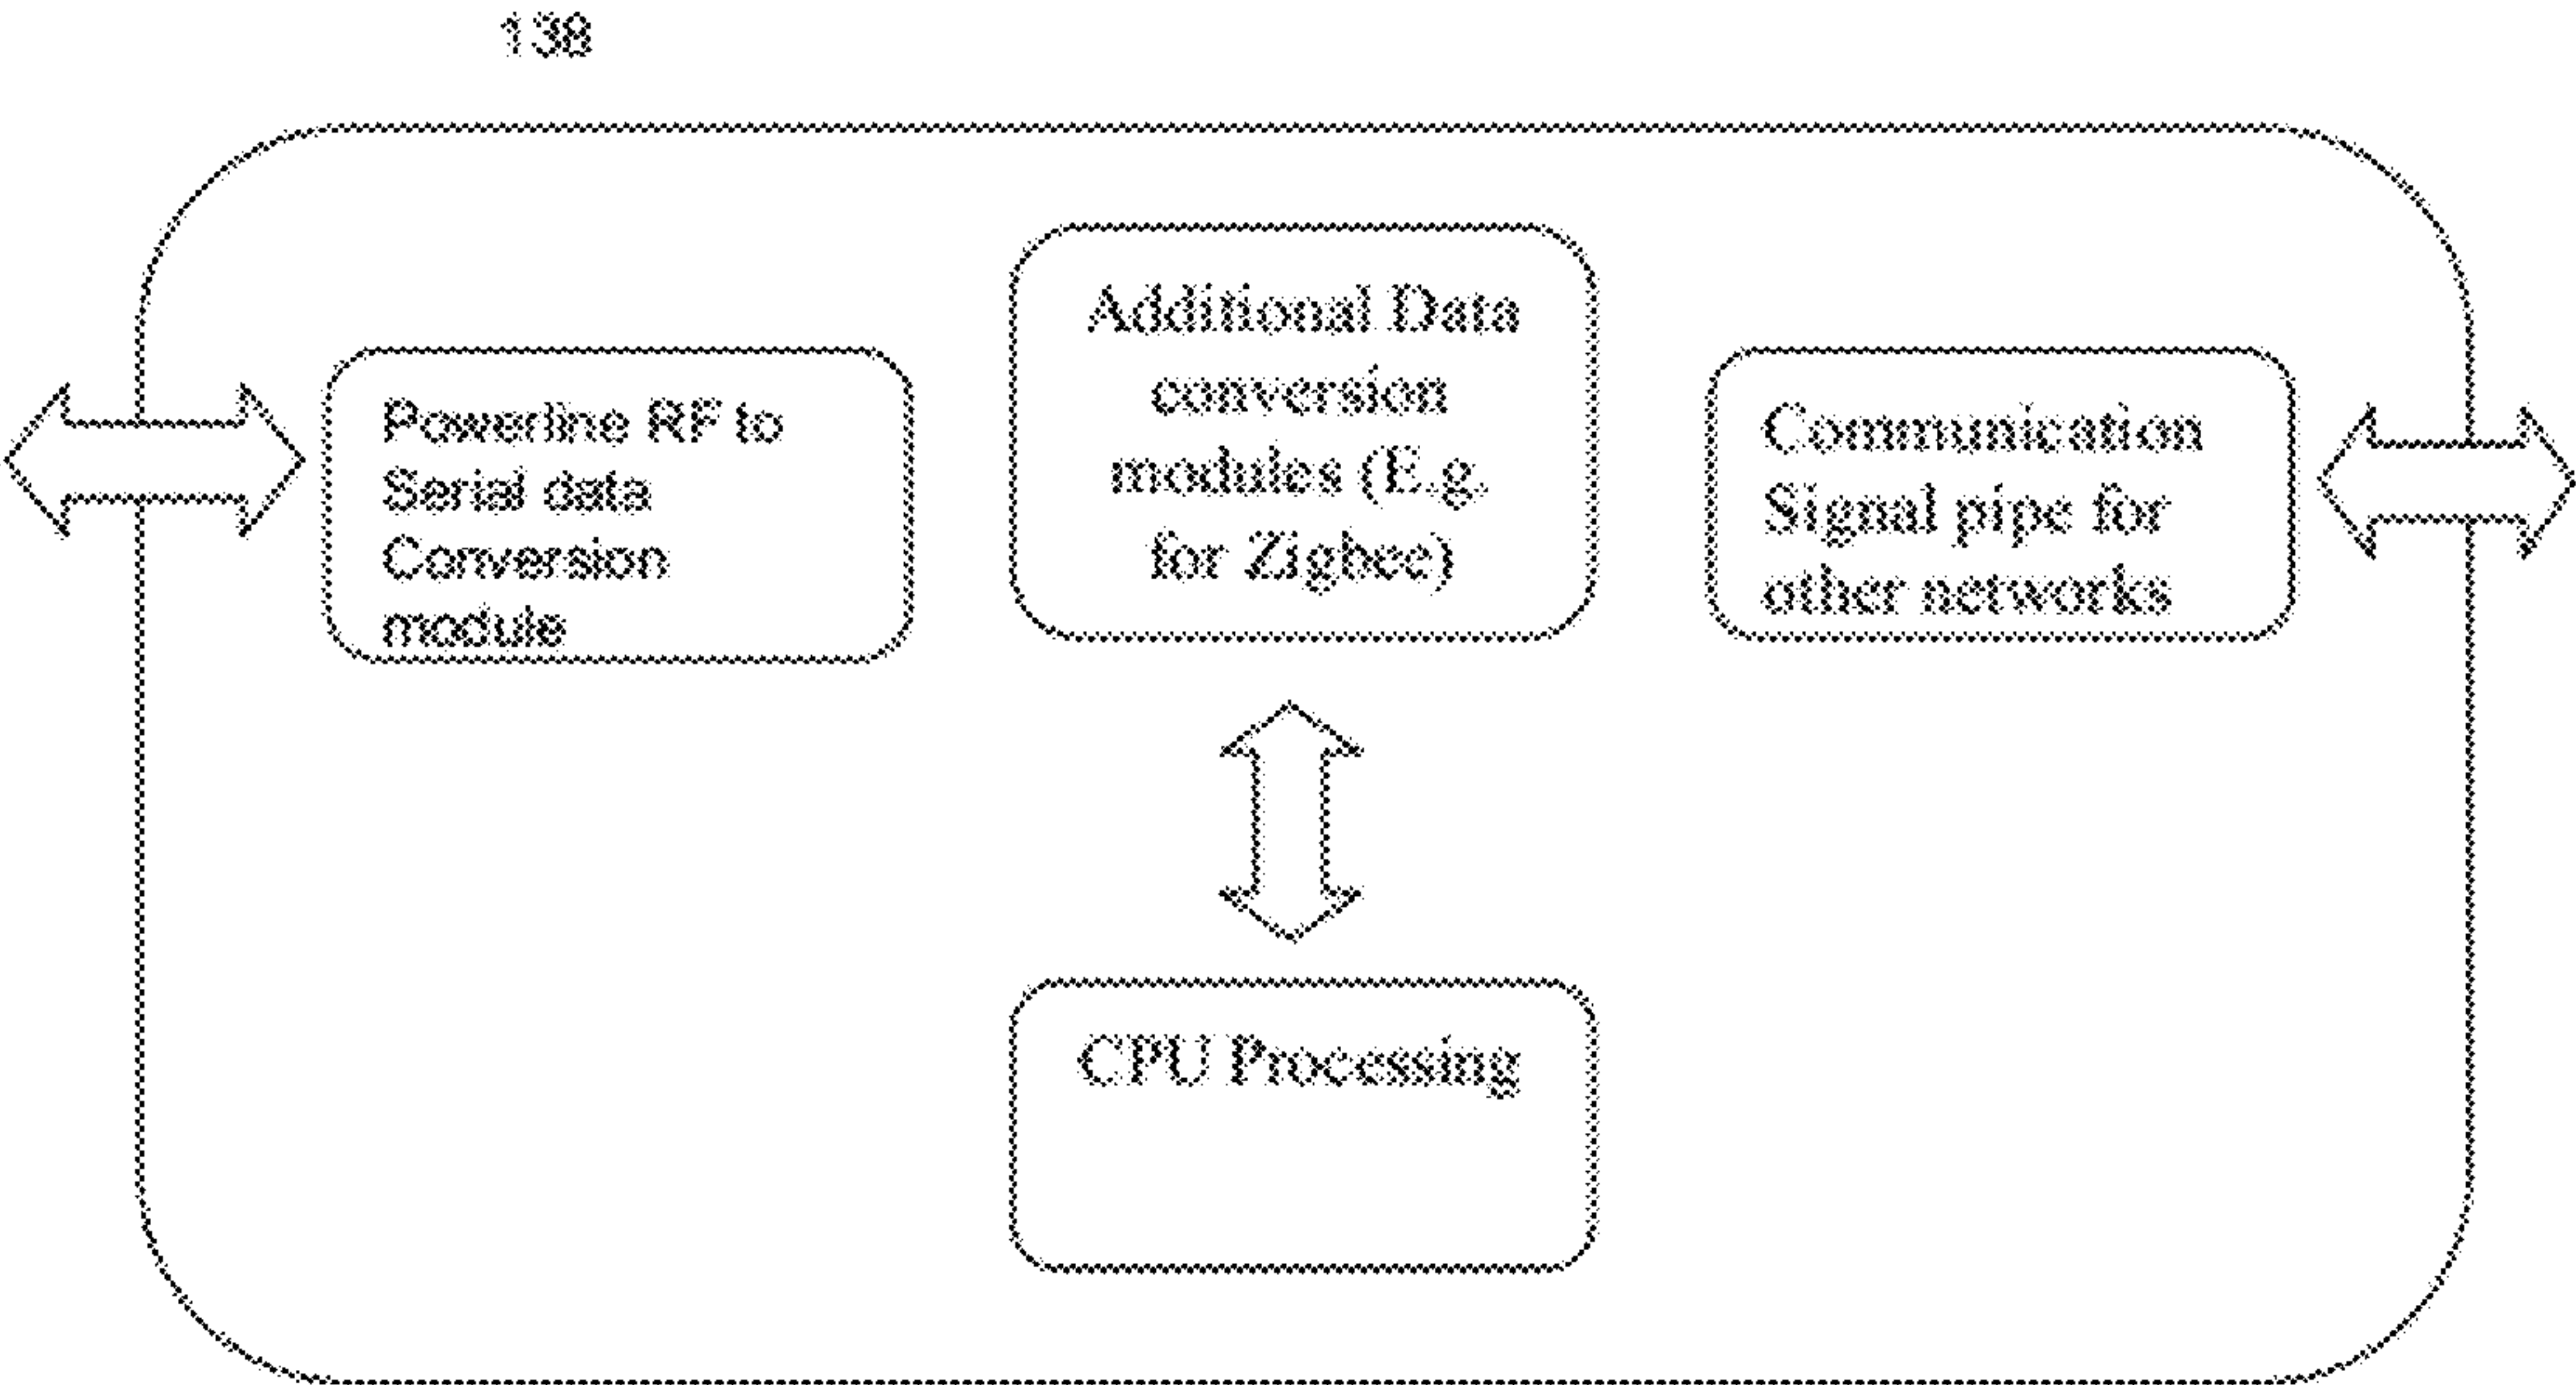 138
Powerline RF to
Serial data
Conversion
module
Additional Data
conversion
modules (E.g.
for Zigbee)
Communication
Signal pipe for
other networks
CPU Processing